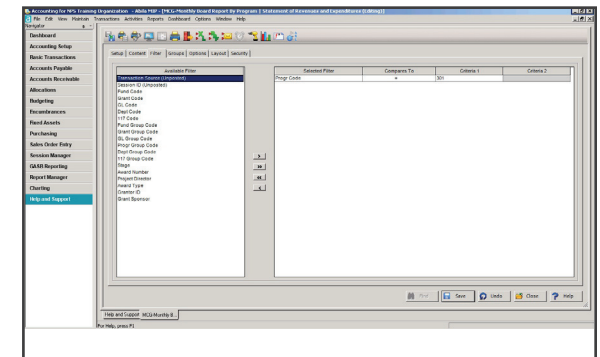 Accounting for NPS Training Organization - Abila MIP - [MCG-Monthly Board Report By Program | Statement of Revenue and Expenditures (Editing)]
File Edit View Maintain Transactions Activities Reports Dashboard Options Window Help
Navigator
Dashboard
Accounting Setup
Basic Transactions
Accounts Payable
Accounts Receivable
Allocations
Budgeting
Encumbrances
Fixed Assets
Purchasing
Sales Order Entry
Session Manager
GASB Reporting
Report Manager
Charting
Help and Support
Setup Content Filter Groups Options Layout Security
Available Filter
Transaction Source (Unposted)
Session ID (Unposted)
Fund Code
Grant Code
GL Code
Dept Code
117 Code
Fund Group Code
Grant Group Code
GL Group Code
Progr Group Code
Dept Group Code
117 Group Code
Stage
Award Number
Project Director
Award Type
Grantor ID
Grant Sponsor
>
>>
<<
<
Selected Filter Compares To Criteria 1 Criteria 2
Progr Code = 301
Save Undo Close Help
Help and Support MCG-Monthly B...
For Help, press F1